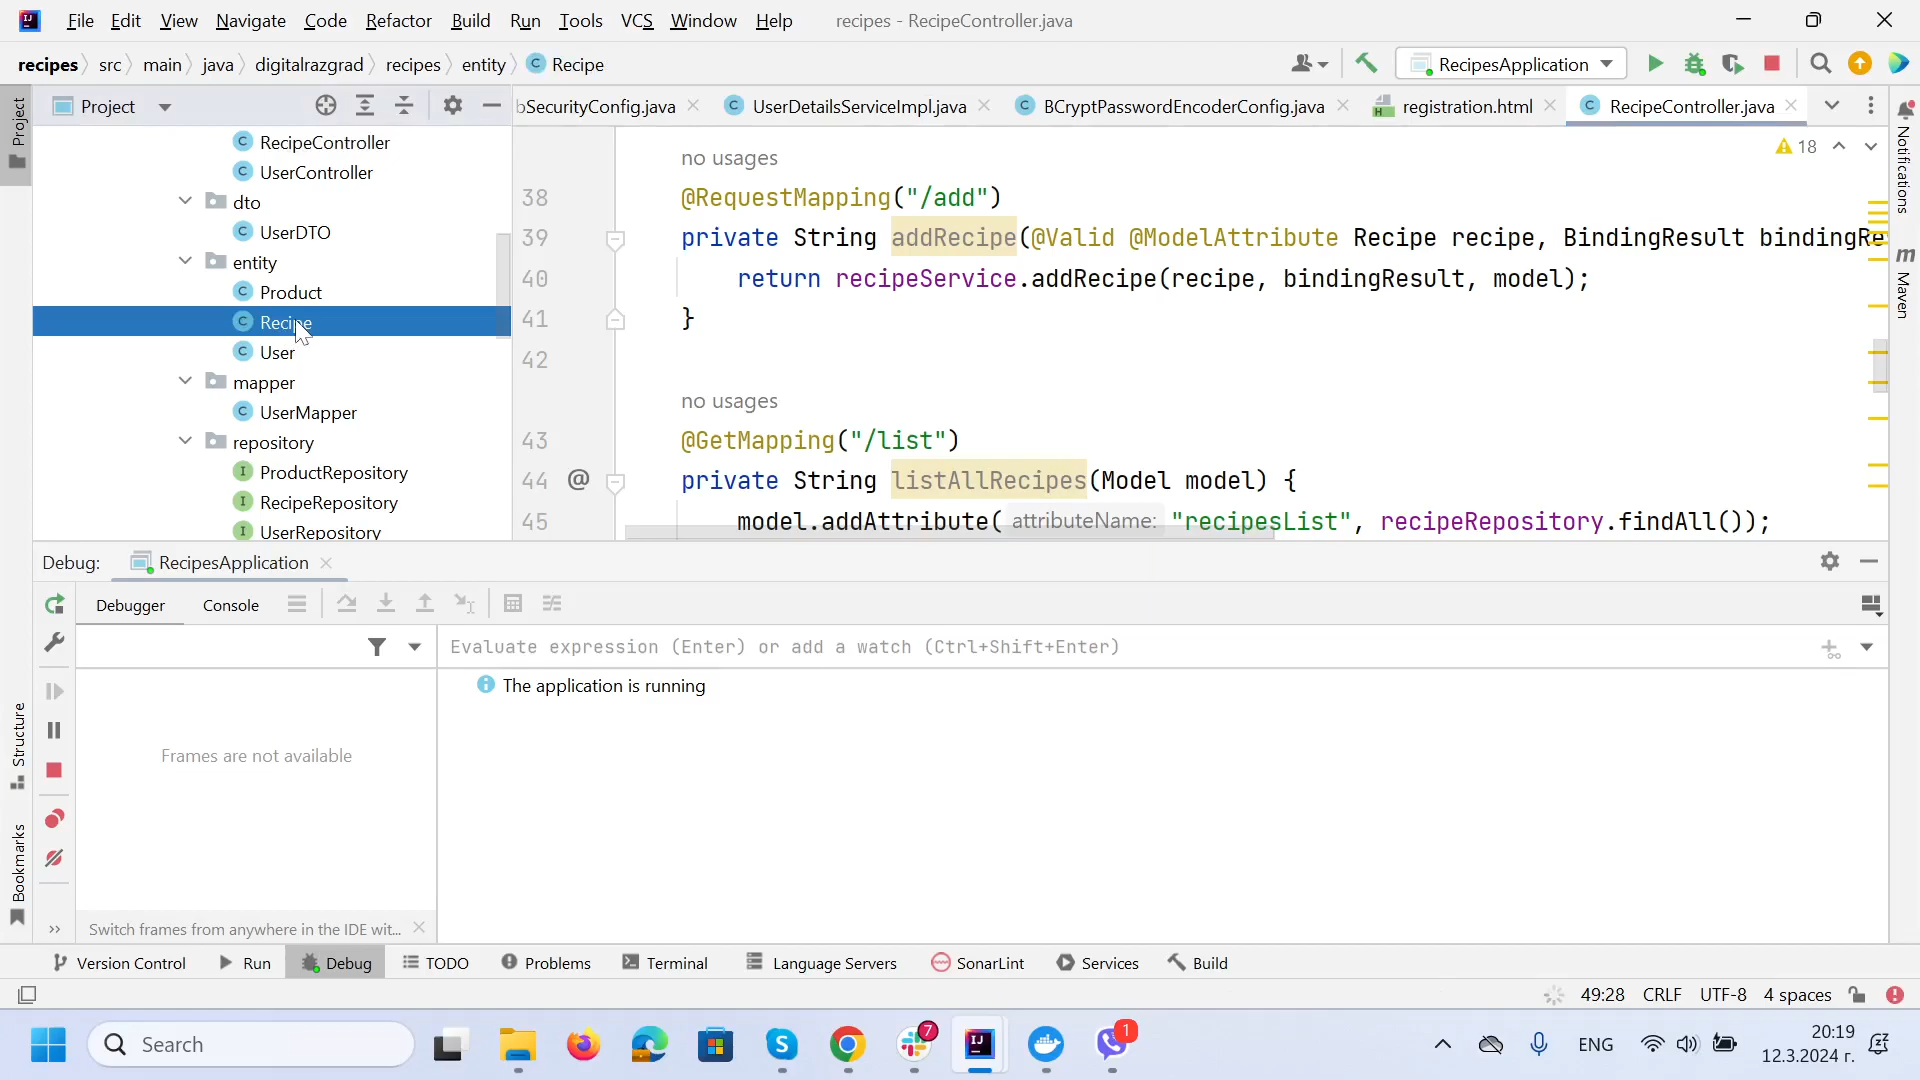 File Edit View Navigate Code Refactor Build Run Tools VCS Window Help recipes - RecipeController.java
recipes src main java digitalrazgrad recipes entity Recipe RecipesApplication
Project bSecurityConfig.java UserDetailsServiceImpl.java BCryptPasswordEncoderConfig.java registration.html RecipeController.java
Project
Structure
Bookmarks
RecipeController
UserController
dto
UserDTO
entity
Product
Recipe
User
mapper
UserMapper
repository
ProductRepository
RecipeRepository
UserRepository
18
no usages
38 @RequestMapping("/add")
39 private String addRecipe(@Valid @ModelAttribute Recipe recipe, BindingResult bindingRe
40 return recipeService.addRecipe(recipe, bindingResult, model);
41 }
42
no usages
43 @GetMapping("/list")
44 @ private String listAllRecipes(Model model) {
45 model.addAttribute( attributeName: "recipesList", recipeRepository.findAll());
Notifications
m Maven
Debug: RecipesApplication
Debugger Console
Evaluate expression (Enter) or add a watch (Ctrl+Shift+Enter)
The application is running
Frames are not available
Switch frames from anywhere in the IDE wit...
Version Control Run Debug TODO Problems Terminal Language Servers SonarLint Services Build
49:28 CRLF UTF-8 4 spaces
Search 7 1 ENG 20:19
12.3.2024 г.